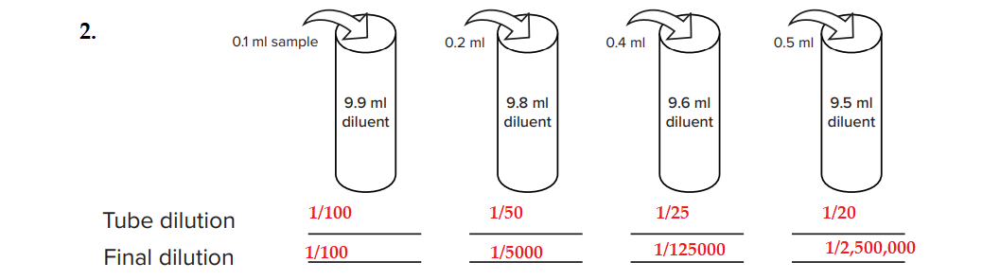 2.
0.1 ml sample
0.2 ml
0.4 ml
0.5 ml
9.9 ml
diluent
9.8 ml
diluent
9.6 ml
diluent
9.5 ml
diluent
Tube dilution 1/100 1/50 1/25 1/20
Final dilution 1/100 1/5000 1/125000 1/2,500,000